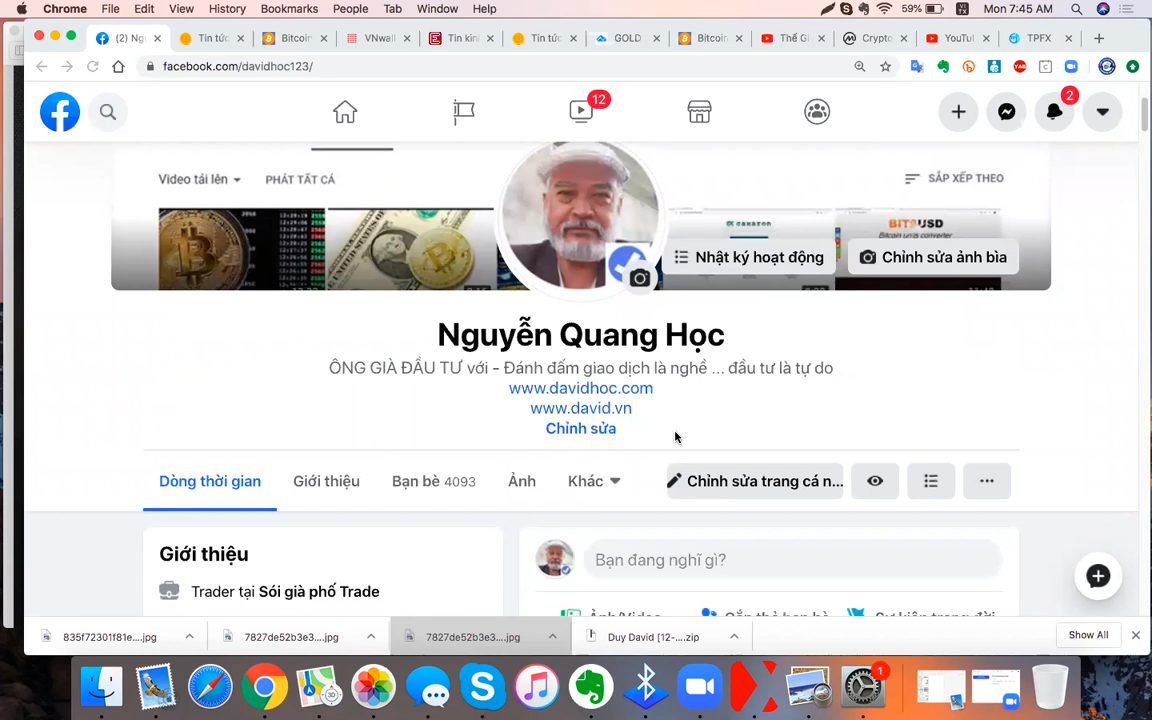 Chrome File Edit View History Bookmarks People Tab Window Help 59% Mon 7:45 AM
(2) Ng Tin tức Bitcoin VNwall Tin kin Tin tức GOLD Bitcoin Thế Gi Crypto YouTu TPFX
facebook.com/davidhoc123/
12
2
Video tải lên PHÁT TẤT CẢ SẮP XẾP THEO
Nhật ký hoạt động Chỉnh sửa ảnh bìa
Nguyễn Quang Học
ÔNG GIÀ ĐẦU TƯ với - Đánh đấm giao dịch là nghề ... đầu tư là tự do
www.davidhoc.com
www.david.vn
Chỉnh sửa
Dòng thời gian Giới thiệu Bạn bè 4093 Ảnh Khác Chỉnh sửa trang cá n...
Giới thiệu
Bạn đang nghĩ gì?
Trader tại Sói già phố Trade
835f72301f81e....jpg 7827de52b3e3....jpg 7827de52b3e3....jpg Duy David [12-....zip Show All
1